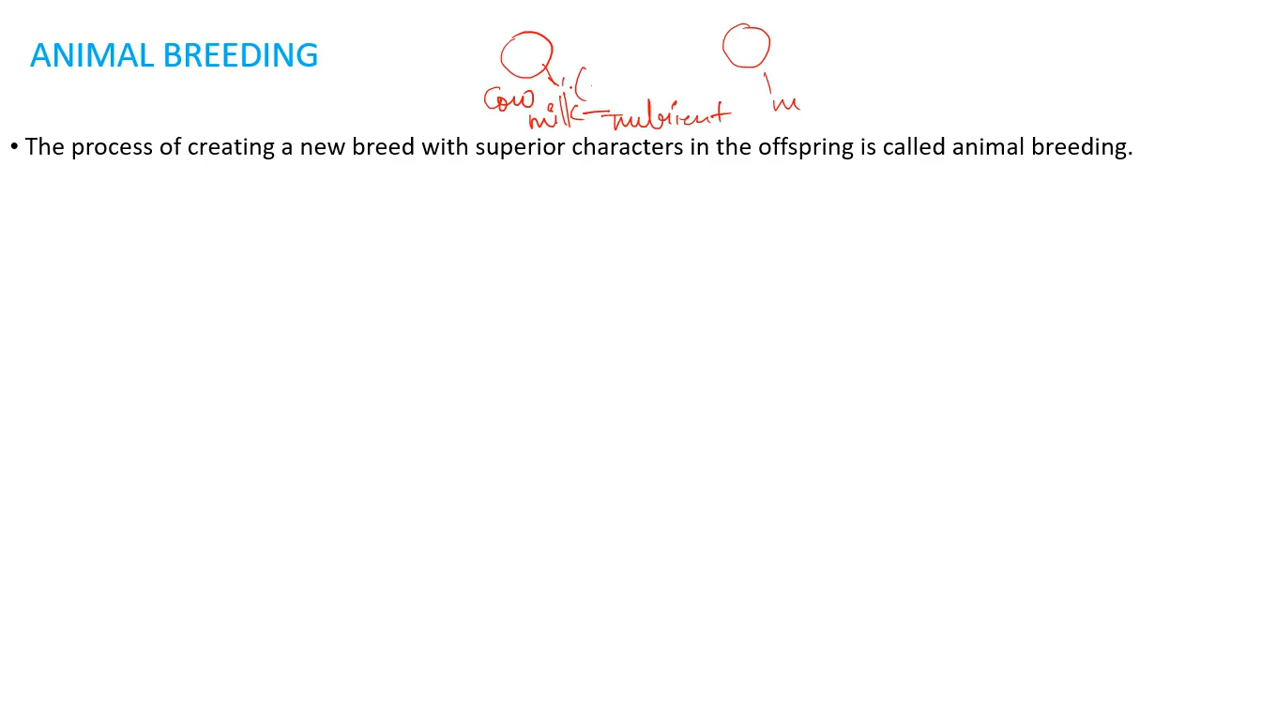 ANIMAL BREEDING
Cow
milk – nutrient
m
• The process of creating a new breed with superior characters in the offspring is called animal breeding.